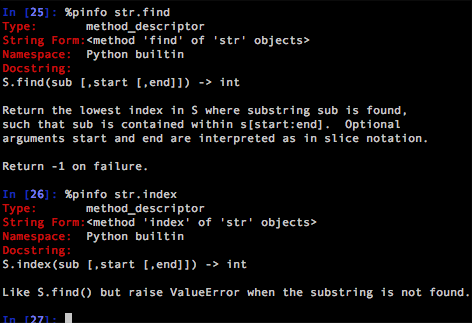 In [25]: %pinfo str.find
Type:       method_descriptor
String Form:<method 'find' of 'str' objects>
Namespace:  Python builtin
Docstring:
S.find(sub [,start [,end]]) -> int
Return the lowest index in S where substring sub is found,
such that sub is contained within s[start:end].  Optional
arguments start and end are interpreted as in slice notation.
Return -1 on failure.
In [26]: %pinfo str.index
Type:       method_descriptor
String Form:<method 'index' of 'str' objects>
Namespace:  Python builtin
Docstring:
S.index(sub [,start [,end]]) -> int
Like S.find() but raise ValueError when the substring is not found.
In [27]: